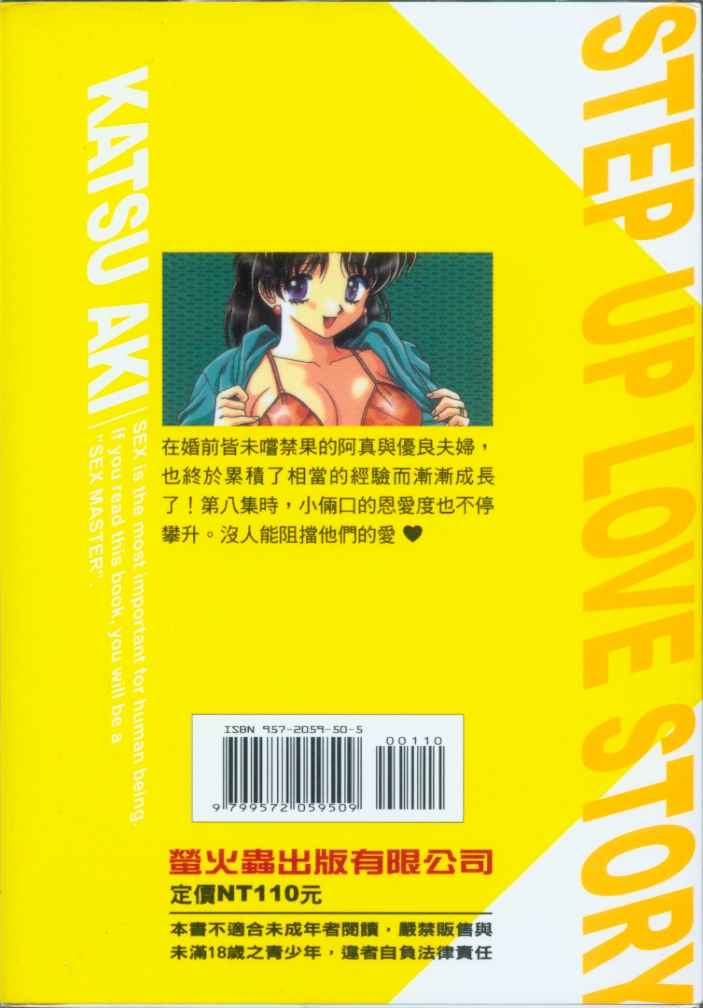 STEP UP LOVE STORY
KATSU AKI
SEX is the most important for human being.
If you read this book, you will be a
"SEX MASTER".
在婚前皆未嚐禁果的阿真與優良夫婦，
也終於累積了相當的經驗而漸漸成長
了！第八集時，小倆口的恩愛度也不停
攀升。沒人能阻擋他們的愛♥
ISBN 957-2059-50-5
00110
9 799572 059509
螢火蟲出版有限公司
定價NT110元
本書不適合未成年者閱讀，嚴禁販售與
未滿18歲之青少年，違者自負法律責任